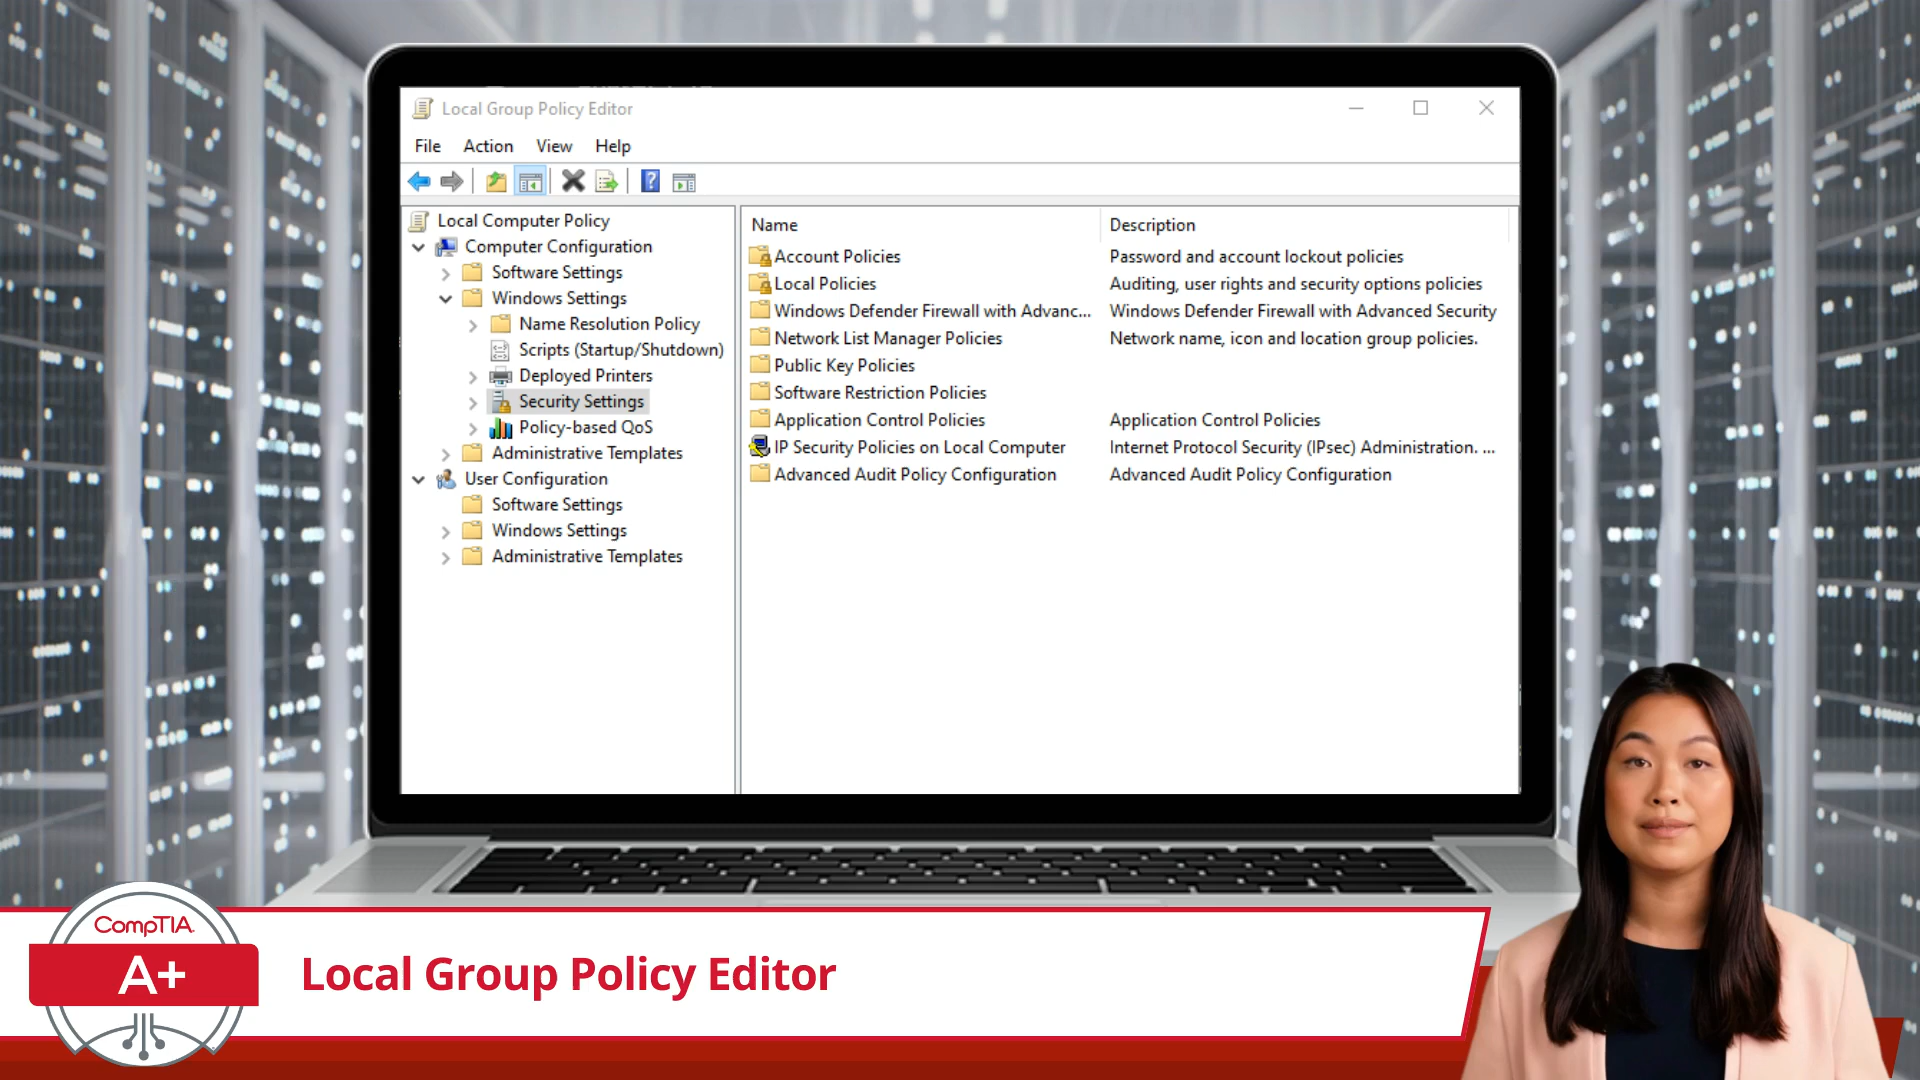 Local Group Policy Editor
File Action View Help
Local Computer Policy
Computer Configuration
Software Settings
Windows Settings
Name Resolution Policy
Scripts (Startup/Shutdown)
Deployed Printers
Security Settings
Policy-based QoS
Administrative Templates
User Configuration
Software Settings
Windows Settings
Administrative Templates
Name Description
Account Policies Password and account lockout policies
Local Policies Auditing, user rights and security options policies
Windows Defender Firewall with Advanc... Windows Defender Firewall with Advanced Security
Network List Manager Policies Network name, icon and location group policies.
Public Key Policies
Software Restriction Policies
Application Control Policies Application Control Policies
IP Security Policies on Local Computer Internet Protocol Security (IPsec) Administration. ...
Advanced Audit Policy Configuration Advanced Audit Policy Configuration
CompTIA.
A+
Local Group Policy Editor